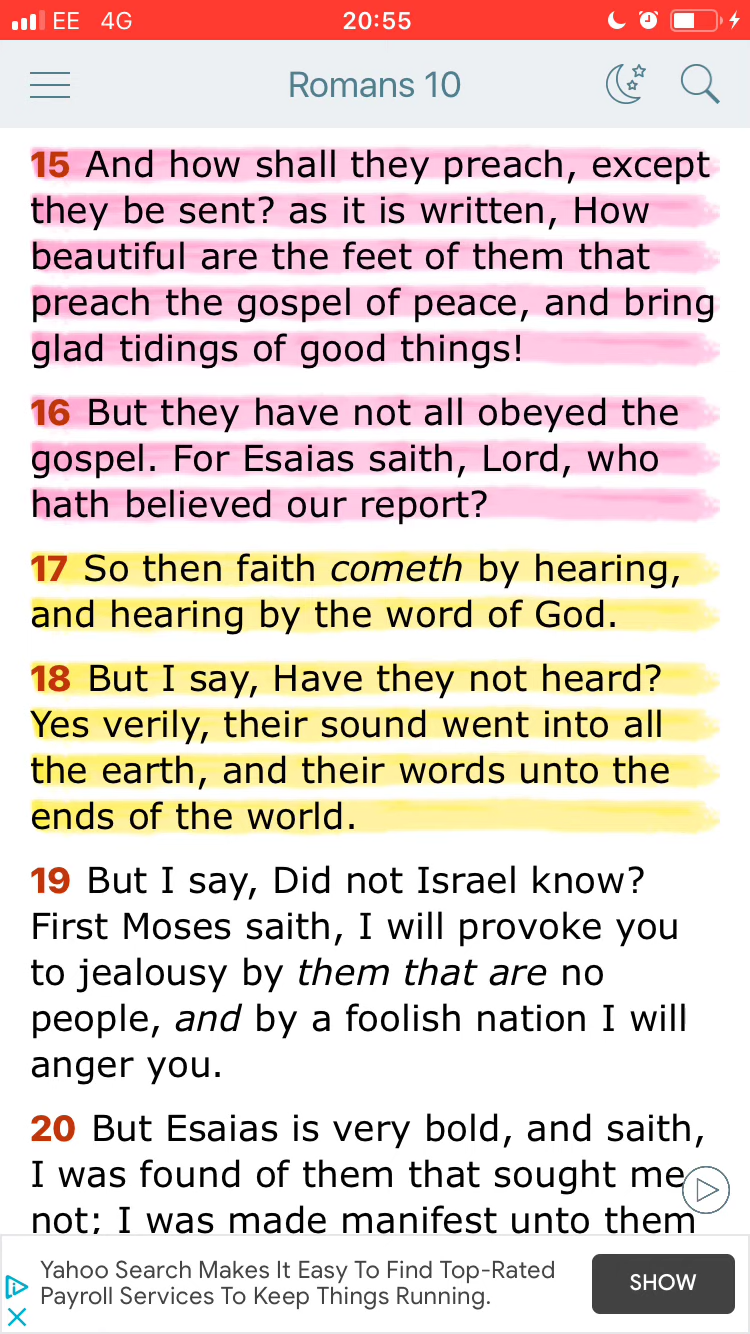 EE 4G 20:55
Romans 10
15 And how shall they preach, except
they be sent? as it is written, How
beautiful are the feet of them that
preach the gospel of peace, and bring
glad tidings of good things!
16 But they have not all obeyed the
gospel. For Esaias saith, Lord, who
hath believed our report?
17 So then faith cometh by hearing,
and hearing by the word of God.
18 But I say, Have they not heard?
Yes verily, their sound went into all
the earth, and their words unto the
ends of the world.
19 But I say, Did not Israel know?
First Moses saith, I will provoke you
to jealousy by them that are no
people, and by a foolish nation I will
anger you.
20 But Esaias is very bold, and saith,
I was found of them that sought me
not; I was made manifest unto them
Yahoo Search Makes It Easy To Find Top-Rated
Payroll Services To Keep Things Running.
SHOW